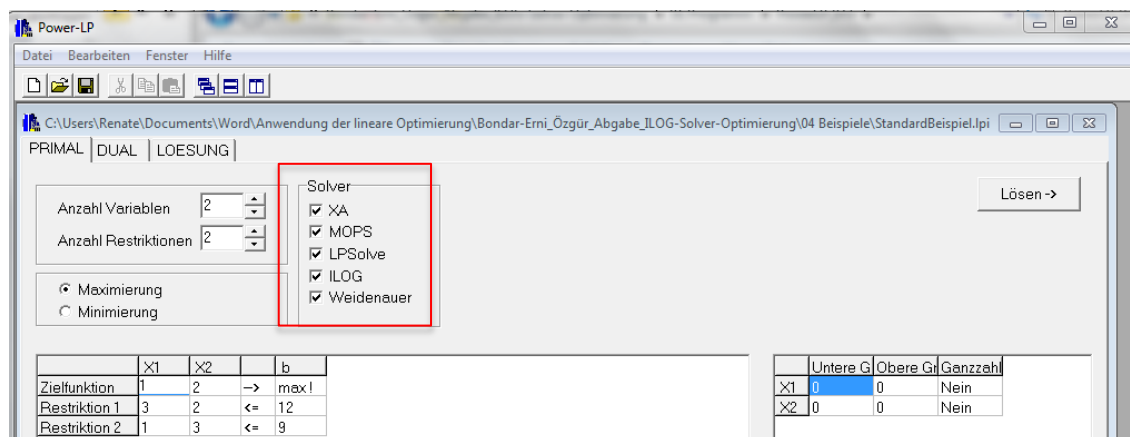 Power-LP
Datei Bearbeiten Fenster Hilfe
C:\Users\Renate\Documents\Word\Anwendung der lineare Optimierung\Bondar-Erni_Özgür_Abgabe_ILOG-Solver-Optimierung\04 Beispiele\StandardBeispiel.lpi
PRIMAL DUAL LOESUNG
Anzahl Variablen 2
Anzahl Restriktionen 2
Maximierung
Minimierung
Solver
XA
MOPS
LPSolve
ILOG
Weidenauer
Lösen ->
X1 X2 b
Zielfunktion 1 2 --> max!
Restriktion 1 3 2 <= 12
Restriktion 2 1 3 <= 9
Untere G Obere Gr Ganzzahl
X1 0 0 Nein
X2 0 0 Nein